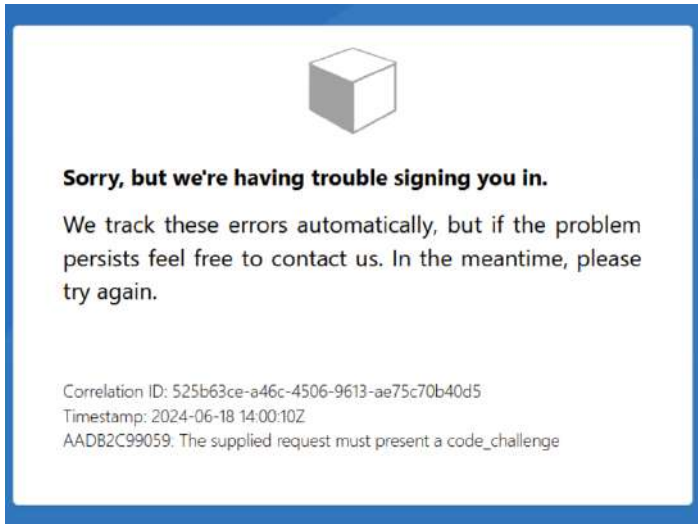 Sorry, but we're having trouble signing you in.
We track these errors automatically, but if the problem
persists feel free to contact us. In the meantime, please
try again.
Correlation ID: 525b63ce-a46c-4506-9613-ae75c70b40d5
Timestamp: 2024-06-18 14:00:10Z
AADB2C99059: The supplied request must present a code_challenge